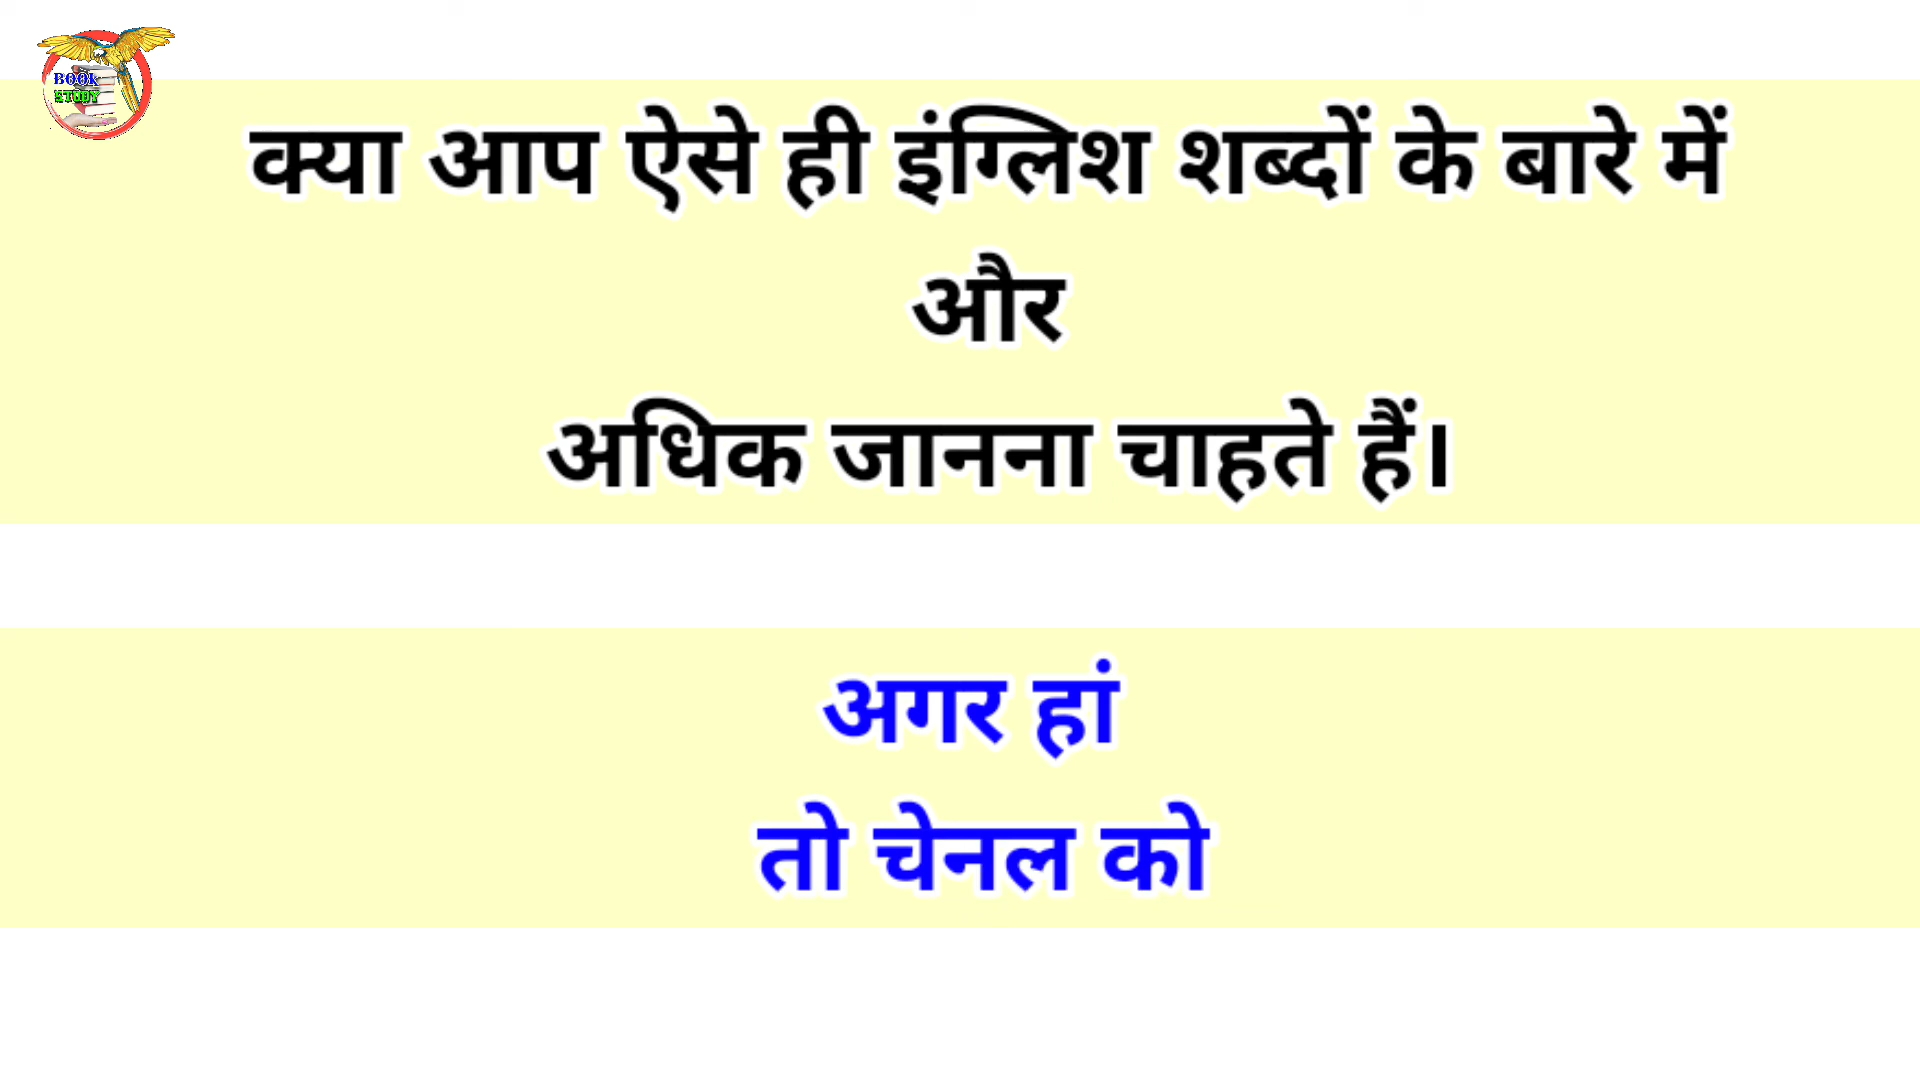 BOOK
STUDY
क्या आप ऐसे ही इंग्लिश शब्दों के बारे में
और
अधिक जानना चाहते हैं।
अगर हां
तो चेनल को